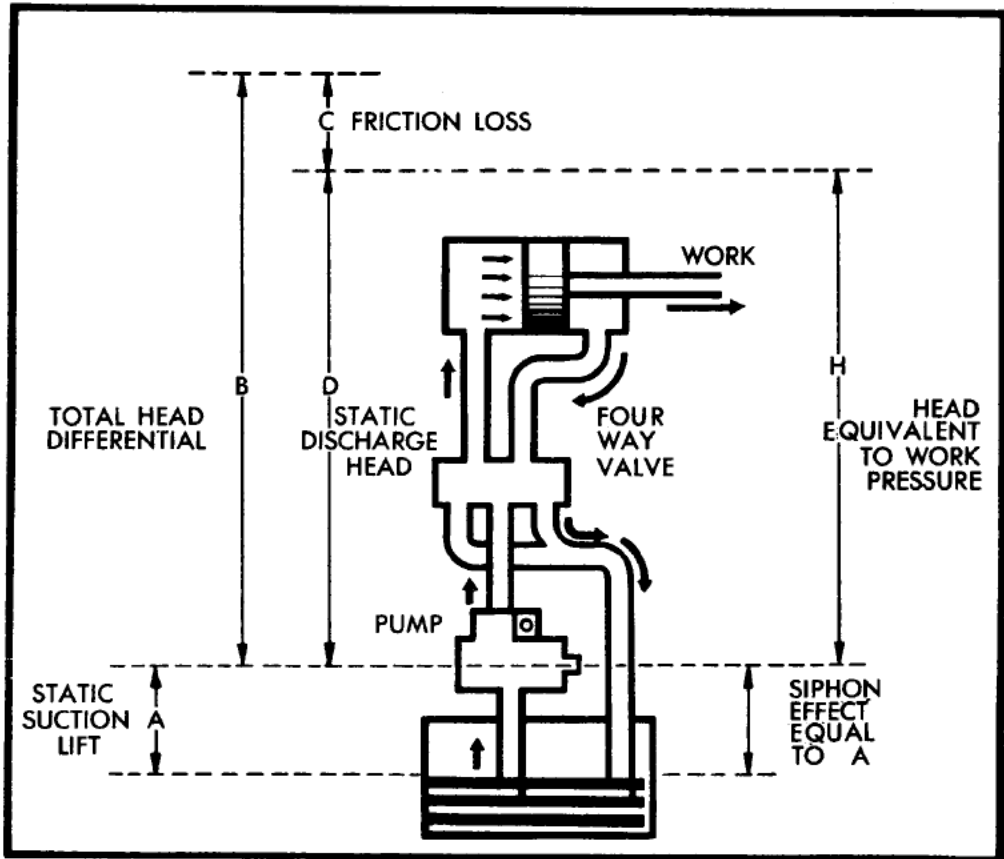 C FRICTION LOSS
WORK
B
D
H
TOTAL HEAD
DIFFERENTIAL
STATIC
DISCHARGE
HEAD
FOUR
WAY
VALVE
HEAD
EQUIVALENT
TO WORK
PRESSURE
PUMP
STATIC
SUCTION
LIFT
A
SIPHON
EFFECT
EQUAL
TO A